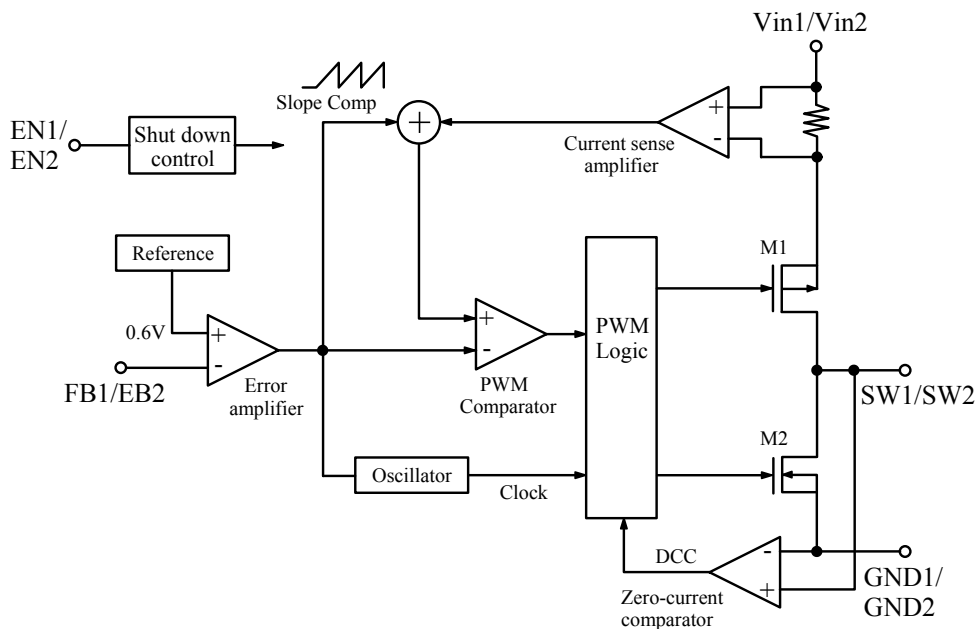 Vin1/Vin2
Slope Comp
EN1/
EN2
Shut down
control
+
+
-
Current sense
amplifier
Reference
M1
0.6V
+
-
+
-
PWM
Logic
FB1/EB2
Error
amplifier
PWM
Comparator
SW1/SW2
M2
Oscillator
Clock
DCC
-
+
GND1/
GND2
Zero-current
comparator